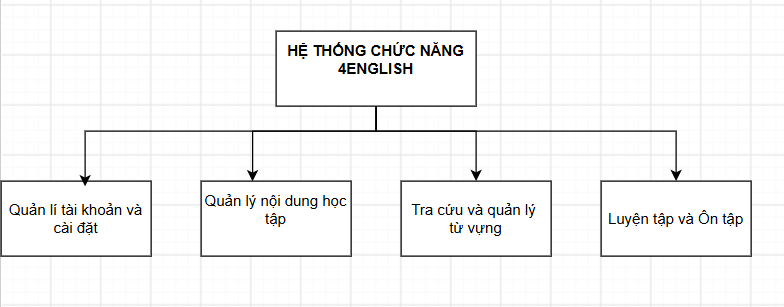 HỆ THỐNG CHỨC NĂNG
4ENGLISH
Quản lí tài khoản và
cài đặt
Quản lý nội dung học
tập
Tra cứu và quản lý
từ vựng
Luyện tập và Ôn tập